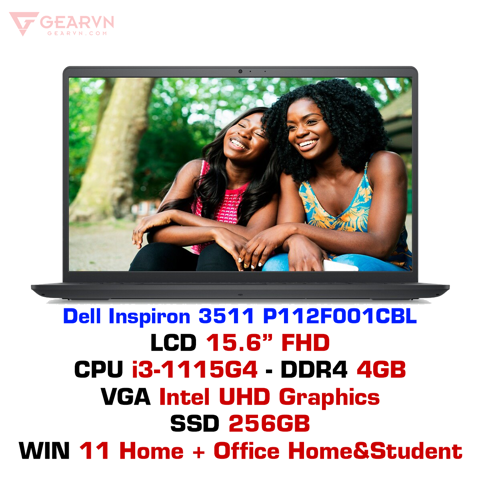 GEARVN
GEARVN.COM
Dell Inspiron 3511 P112F001CBL
LCD 15.6” FHD
CPU i3-1115G4 - DDR4 4GB
VGA Intel UHD Graphics
SSD 256GB
WIN 11 Home + Office Home&Student